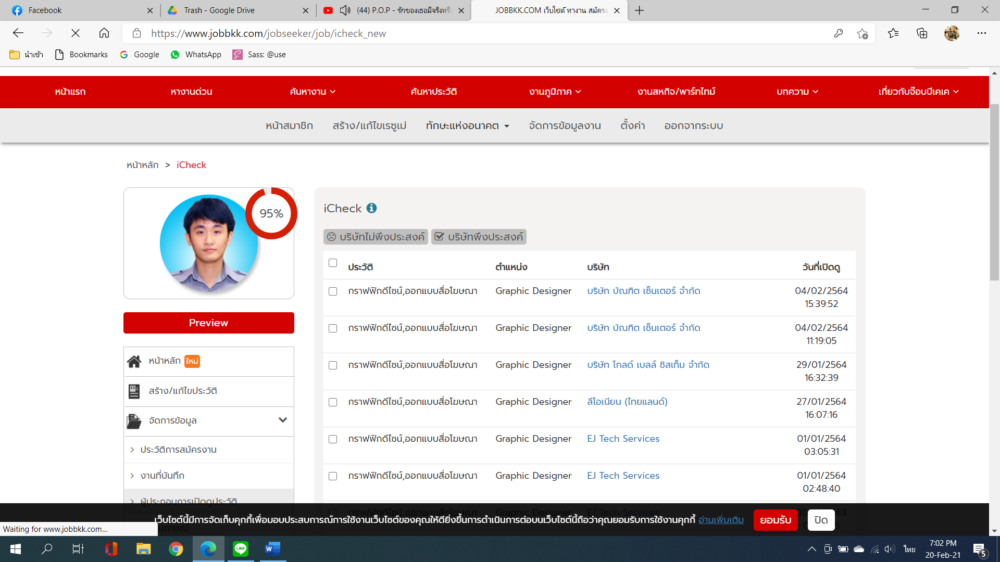 Facebook
Trash - Google Drive
(44) P.O.P - รักของเธอมีจริงหรือ
JOBBKK.COM เว็บไซต์ หางาน สมัครง
https://www.jobbkk.com/jobseeker/job/icheck_new
นำเข้า Bookmarks Google WhatsApp Sass: @use
หน้าแรก หางานด่วน ค้นหางาน ค้นหาประวัติ งานภูมิภาค งานสหกิจ/พาร์ทไทม์ บทความ เกี่ยวกับจ๊อบบีเคเค
หน้าสมาชิก สร้าง/แก้ไขเรซูเม่ ทักษะแห่งอนาคต จัดการข้อมูลงาน ตั้งค่า ออกจากระบบ
หน้าหลัก > iCheck
95%
Preview
หน้าหลัก ใหม่
สร้าง/แก้ไขประวัติ
จัดการข้อมูล
> ประวัติการสมัครงาน
> งานที่บันทึก
> ผู้ประกอบการเปิดดูประวัติ
iCheck
บริษัทไม่พึงประสงค์ บริษัทพึงประสงค์
ประวัติ ตำแหน่ง บริษัท วันที่เปิดดู
กราฟฟิกดีไซน์,ออกแบบสื่อโฆษณา Graphic Designer บริษัท บัณฑิต เซ็นเตอร์ จำกัด 04/02/2564
15:39:52
กราฟฟิกดีไซน์,ออกแบบสื่อโฆษณา Graphic Designer บริษัท บัณฑิต เซ็นเตอร์ จำกัด 04/02/2564
11:19:05
กราฟฟิกดีไซน์,ออกแบบสื่อโฆษณา Graphic Designer บริษัท โกลด์ เบลล์ ซิสเท็ม จำกัด 29/01/2564
16:32:39
กราฟฟิกดีไซน์,ออกแบบสื่อโฆษณา Graphic Designer ลีโอเนียน (ไทยแลนด์) 27/01/2564
16:07:16
กราฟฟิกดีไซน์,ออกแบบสื่อโฆษณา Graphic Designer EJ Tech Services 01/01/2564
03:05:31
กราฟฟิกดีไซน์,ออกแบบสื่อโฆษณา Graphic Designer EJ Tech Services 01/01/2564
02:48:40
กราฟฟิกดีไซน์,ออกแบบสื่อโฆษณา Graphic Designer EJ Tech Services
เว็บไซต์นี้มีการจัดเก็บคุกกี้เพื่อมอบประสบการณ์การใช้งานเว็บไซต์ของคุณให้ดียิ่งขึ้นการดำเนินการต่อบนเว็บไซต์นี้ถือว่าคุณยอมรับการใช้งานคุกกี้ อ่านเพิ่มเติม ยอมรับ ปิด
Waiting for www.jobbkk.com...
ไทย
7:02 PM
20-Feb-21
5